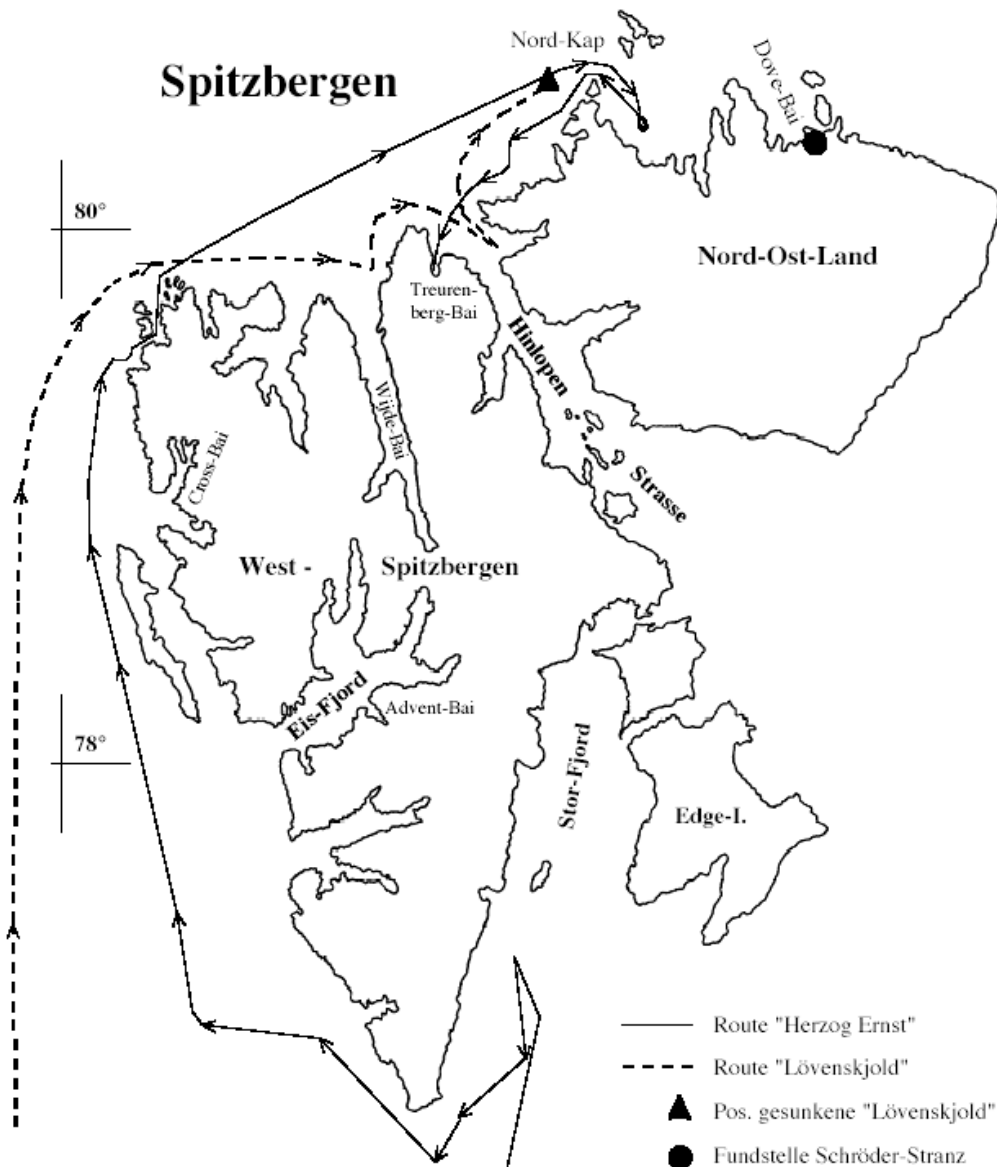 Nord-Kap
Spitzbergen
Dove-Bai
80°
Nord-Ost-Land
Treuren-
berg-Bai
Hinlopen
Strasse
Wijde-Bai
Cross-Bai
West -
Spitzbergen
Eis-Fjord
Advent-Bai
78°
Stor-Fjord
Edge-I.
Route "Herzog Ernst"
Route "Lövenskjold"
Pos. gesunkene "Lövenskjold"
Fundstelle Schröder-Stranz